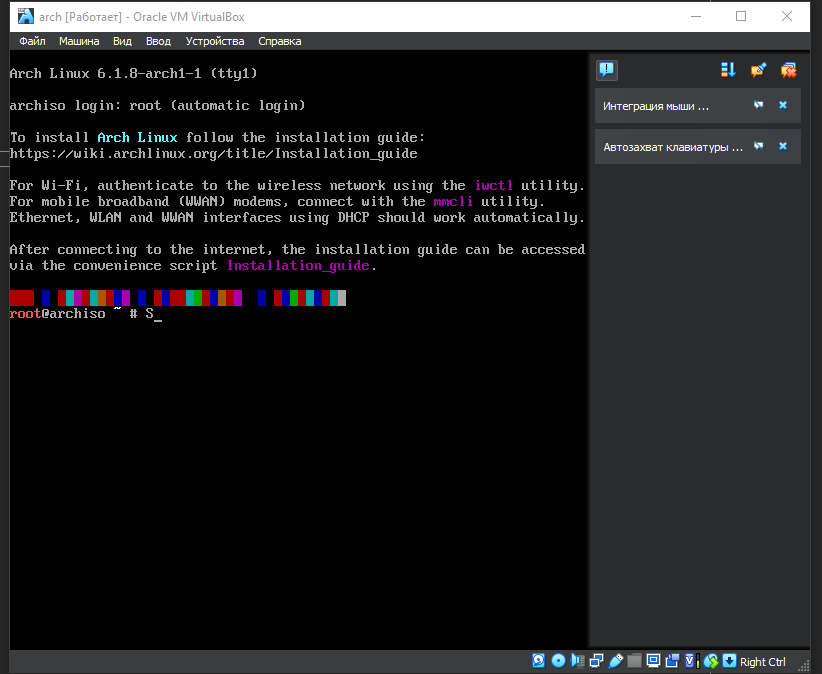 arch [Работает] - Oracle VM VirtualBox
Файл Машина Вид Ввод Устройства Справка
Arch Linux 6.1.8-arch1-1 (tty1)
archiso login: root (automatic login)
To install Arch Linux follow the installation guide:
https://wiki.archlinux.org/title/Installation_guide
For Wi-Fi, authenticate to the wireless network using the iwctl utility.
For mobile broadband (WWAN) modems, connect with the mmcli utility.
Ethernet, WLAN and WWAN interfaces using DHCP should work automatically.
After connecting to the internet, the installation guide can be accessed
via the convenience script Installation_guide.
root@archiso ~ # S_
Интеграция мыши ...
Автозахват клавиатуры ...
Right Ctrl